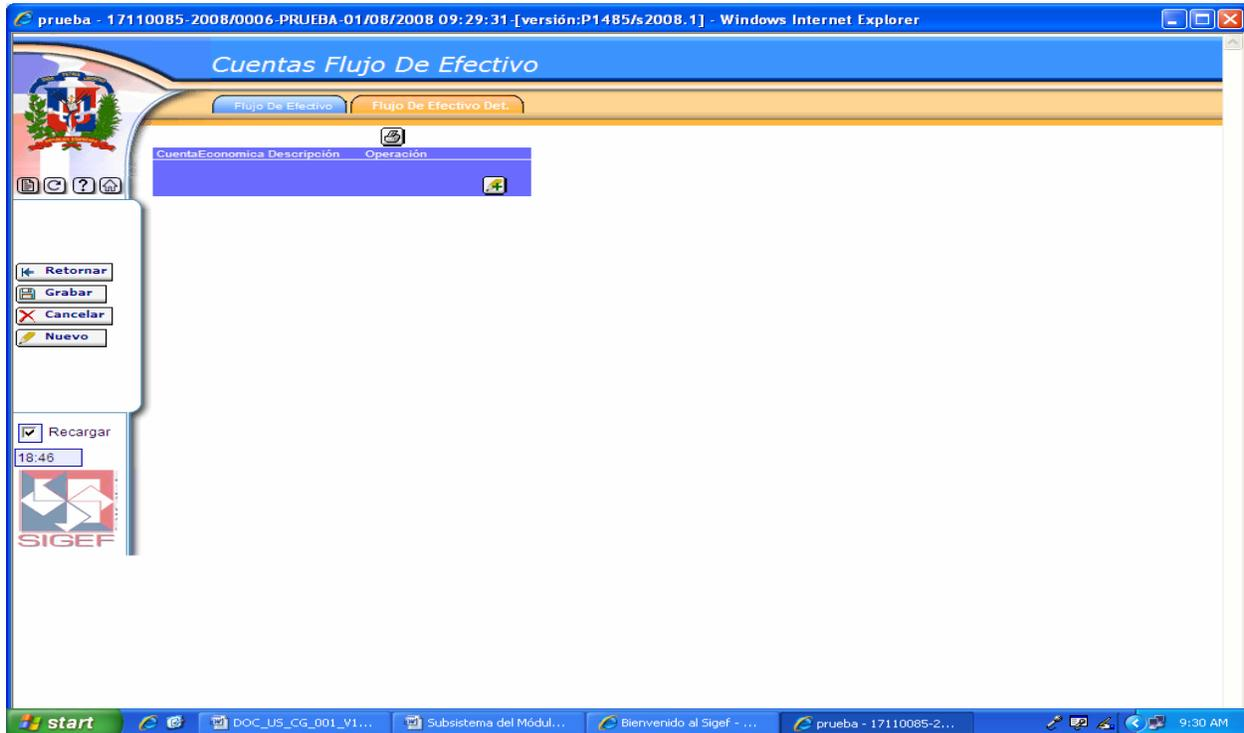 prueba - 17110085-2008/0006-PRUEBA-01/08/2008 09:29:31-[versión:P1485/s2008.1] - Windows Internet Explorer
Cuentas Flujo De Efectivo
Flujo De Efectivo Flujo De Efectivo Det.
CuentaEconomica Descripción Operación
Retornar
Grabar
Cancelar
Nuevo
Recargar
18:46
SIGEF
start DOC_US_CG_001_V1... Subsistema del Módul... Bienvenido al Sigef - ... prueba - 17110085-2... 9:30 AM